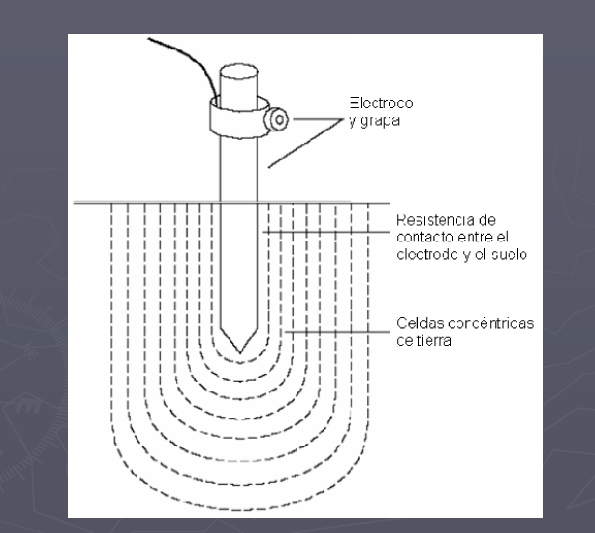 Electrodo
y grapa
Resistencia de
contacto entre el
electrodo y el suelo
Celdas concéntricas
de tierra